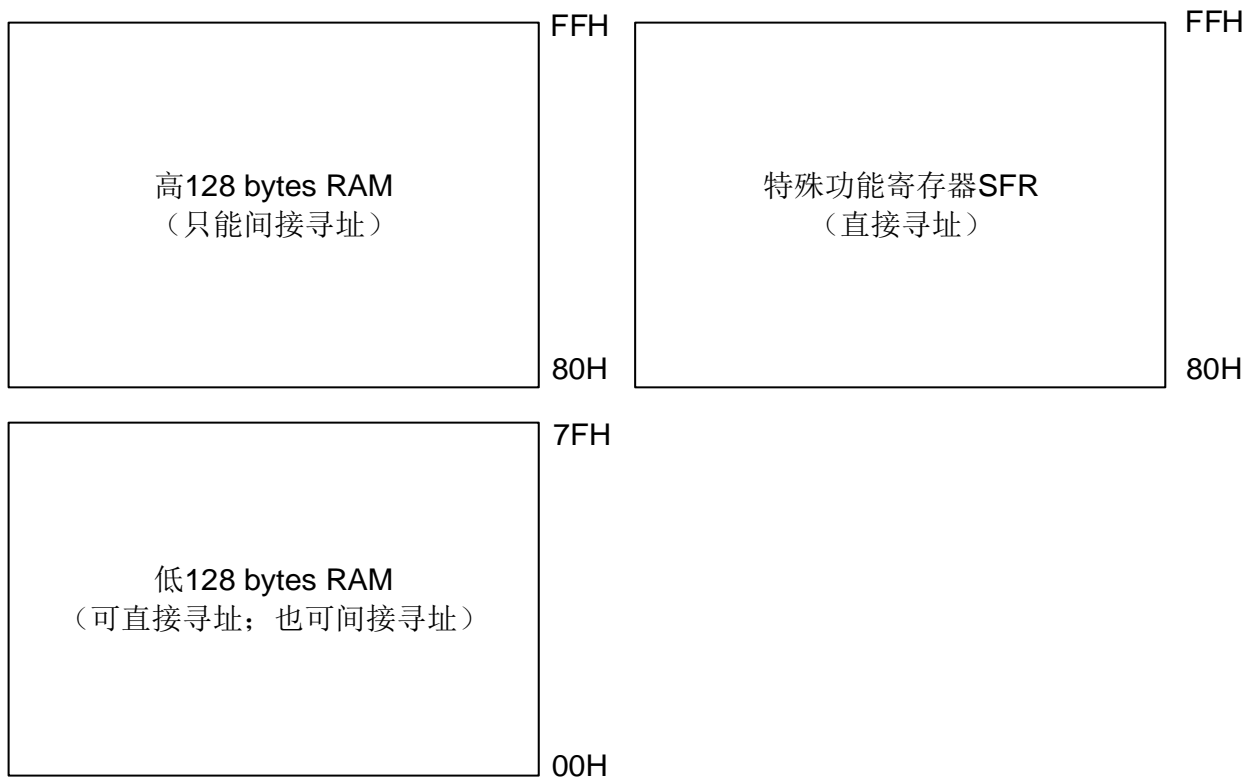 FFH
高128 bytes RAM
（只能间接寻址）
80H
FFH
特殊功能寄存器SFR
（直接寻址）
80H
7FH
低128 bytes RAM
（可直接寻址；也可间接寻址）
00H